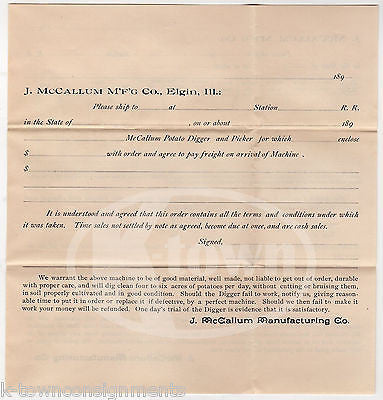 189
J. McCallum M'f'g Co., Elgin, Ill.:
Please ship to at Station R. R.
in the State of , on or about 189
McCallum Potato Digger and Picker for which enclose
$ with order and agree to pay freight on arrival of Machine.
$
It is understood and agreed that this order contains all the terms and conditions under which
it was taken. Time sales not settled by note as agreed, become due at once, and are cash sales.
Signed,
We warrant the above machine to be of good material, well made, not liable to get out of order, durable
with proper care, and will dig clean four to six acres of potatoes per day, without cutting or bruising them,
in soil properly cultivated and in good condition. Should the Digger fail to work, notify us, giving reason-
able time to put it in order or replace it if defective, by a perfect machine. Should we then fail to make it
work your money will be refunded. One day's trial of the Digger is evidence that it is satisfactory.
J. McCallum Manufacturing Co.
k-townconsignments